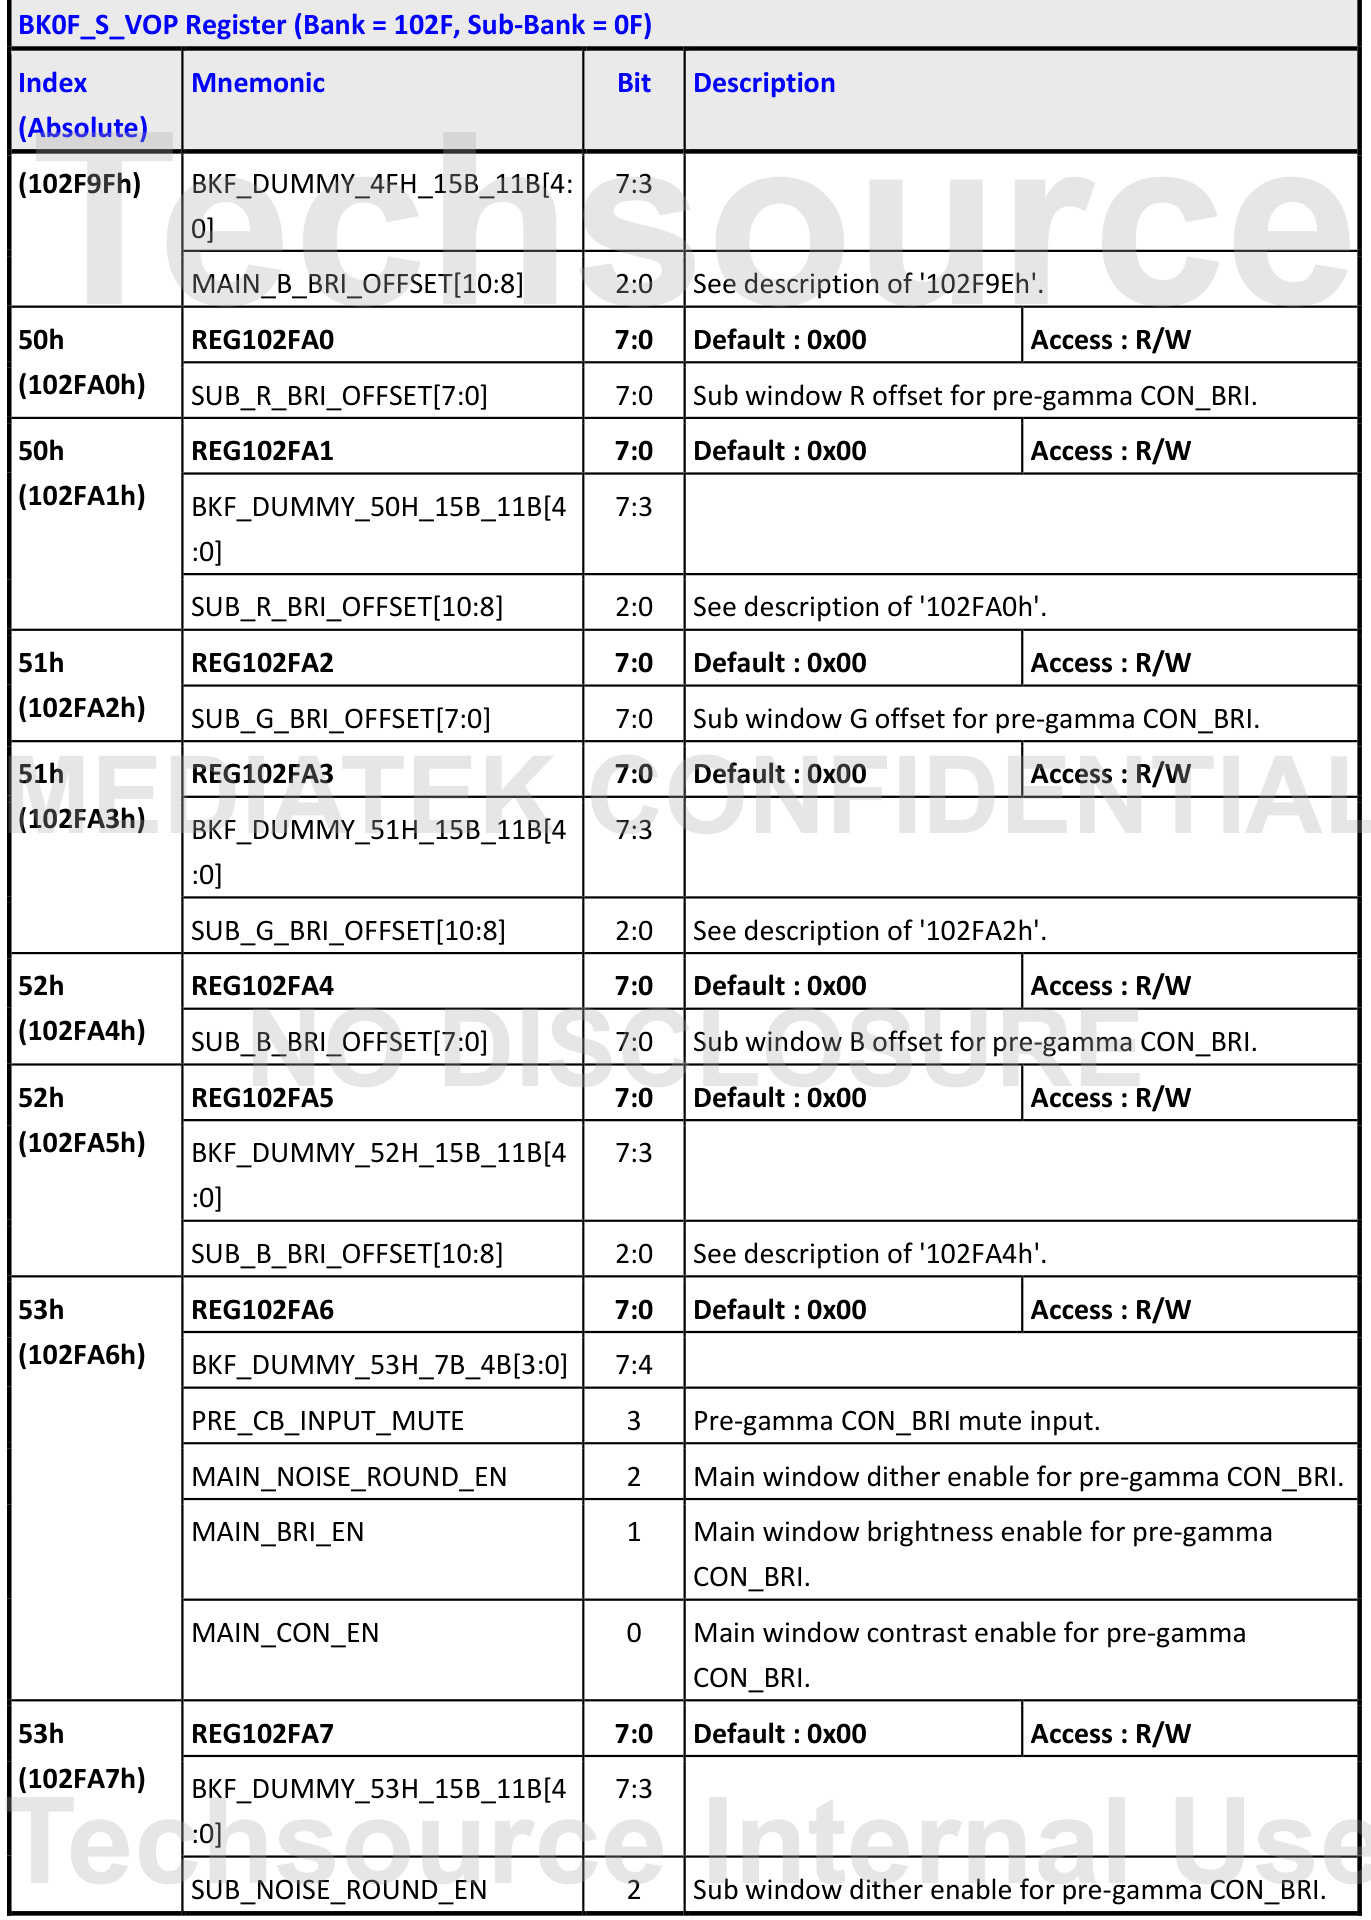 BK0F_S_VOP Register (Bank = 102F, Sub-Bank = 0F)
Index Mnemonic Bit Description
(Absolute)
(102F9Fh) BKF_DUMMY_4FH_15B_11B[4: 7:3
0]
MAIN_B_BRI_OFFSET[10:8] 2:0 See description of '102F9Eh'.
Techsource
50h REG102FA0 7:0 Default : 0x00 Access : R/W
(102FA0h) SUB_R_BRI_OFFSET[7:0] 7:0 Sub window R offset for pre-gamma CON_BRI.
50h REG102FA1 7:0 Default : 0x00 Access : R/W
(102FA1h) BKF_DUMMY_50H_15B_11B[4 7:3
:0]
SUB_R_BRI_OFFSET[10:8] 2:0 See description of '102FA0h'.
51h REG102FA2 7:0 Default : 0x00 Access : R/W
(102FA2h) SUB_G_BRI_OFFSET[7:0] 7:0 Sub window G offset for pre-gamma CON_BRI.
51h REG102FA3 7:0 Default : 0x00 Access : R/W
MEDIATEK CONFIDENTIAL
(102FA3h) BKF_DUMMY_51H_15B_11B[4 7:3
:0]
SUB_G_BRI_OFFSET[10:8] 2:0 See description of '102FA2h'.
52h REG102FA4 7:0 Default : 0x00 Access : R/W
(102FA4h) SUB_B_BRI_OFFSET[7:0] 7:0 Sub window B offset for pre-gamma CON_BRI.
NO DISCLOSURE
52h REG102FA5 7:0 Default : 0x00 Access : R/W
(102FA5h) BKF_DUMMY_52H_15B_11B[4 7:3
:0]
SUB_B_BRI_OFFSET[10:8] 2:0 See description of '102FA4h'.
53h REG102FA6 7:0 Default : 0x00 Access : R/W
(102FA6h) BKF_DUMMY_53H_7B_4B[3:0] 7:4
PRE_CB_INPUT_MUTE 3 Pre-gamma CON_BRI mute input.
MAIN_NOISE_ROUND_EN 2 Main window dither enable for pre-gamma CON_BRI.
MAIN_BRI_EN 1 Main window brightness enable for pre-gamma
CON_BRI.
MAIN_CON_EN 0 Main window contrast enable for pre-gamma
CON_BRI.
53h REG102FA7 7:0 Default : 0x00 Access : R/W
(102FA7h) BKF_DUMMY_53H_15B_11B[4 7:3
:0]
Techsource Internal Use
SUB_NOISE_ROUND_EN 2 Sub window dither enable for pre-gamma CON_BRI.